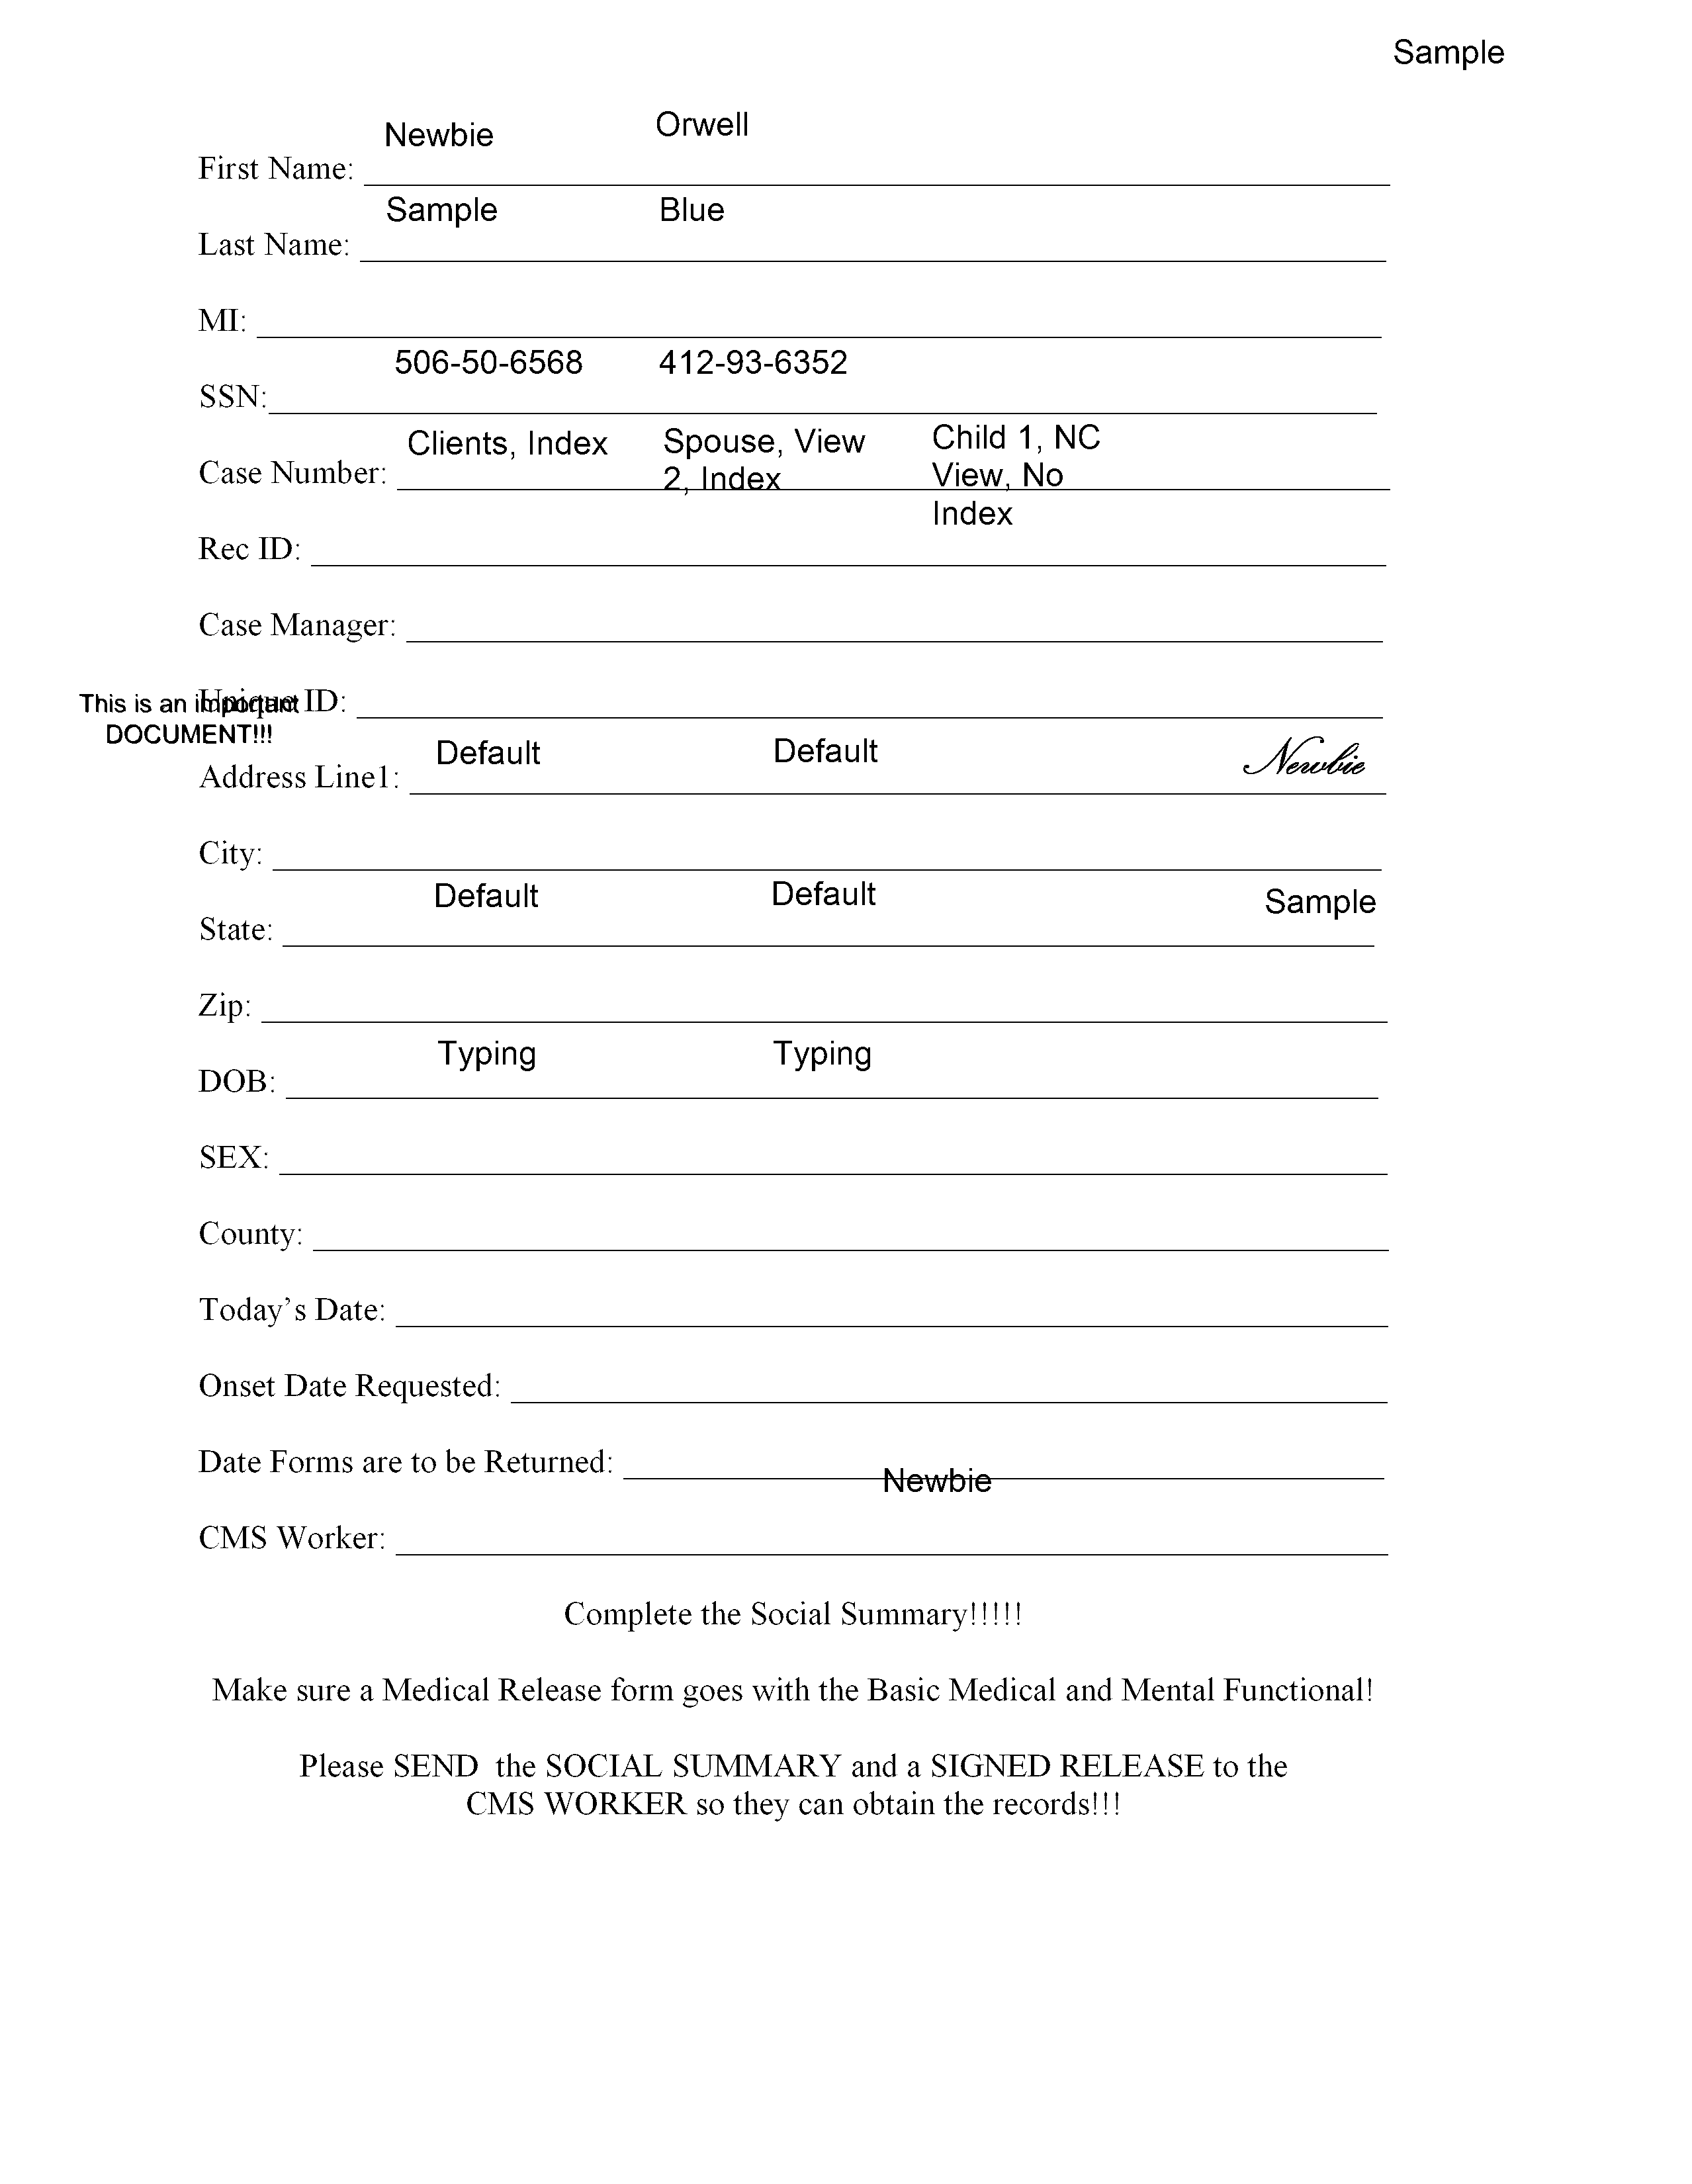 Sample
Newbie Orwell
First Name:
Sample Blue
Last Name:
MI:
506-50-6568 412-93-6352
SSN:
Clients, Index Spouse, View Child 1, NC
Case Number: 2, Index View, No
Index
Rec ID:
Case Manager:
This is an important Unique ID:
DOCUMENT!!!
Default Default Newbie
Address Line1:
City:
Default Default Sample
State:
Zip:
Typing Typing
DOB:
SEX:
County:
Today’s Date:
Onset Date Requested:
Date Forms are to be Returned:
Newbie
CMS Worker:
Complete the Social Summary!!!!!
Make sure a Medical Release form goes with the Basic Medical and Mental Functional!
Please SEND the SOCIAL SUMMARY and a SIGNED RELEASE to the
CMS WORKER so they can obtain the records!!!